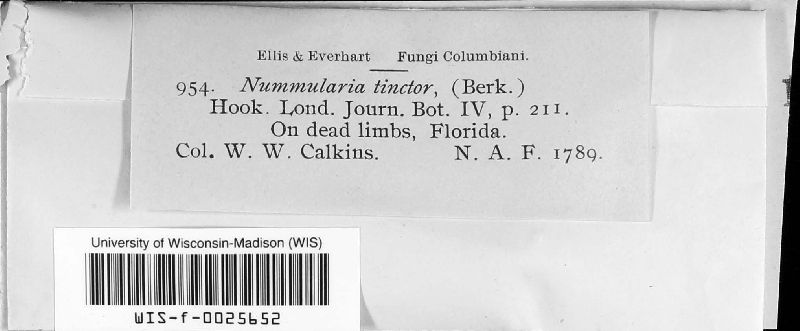 Ellis & Everhart Fungi Columbiani.
954. Nummularia tinctor, (Berk.)
Hook. Lond. Journ. Bot. IV, p. 211.
On dead limbs, Florida.
Col. W. W. Calkins. N. A. F. 1789.
University of Wisconsin-Madison (WIS)
WIS-f-0025652